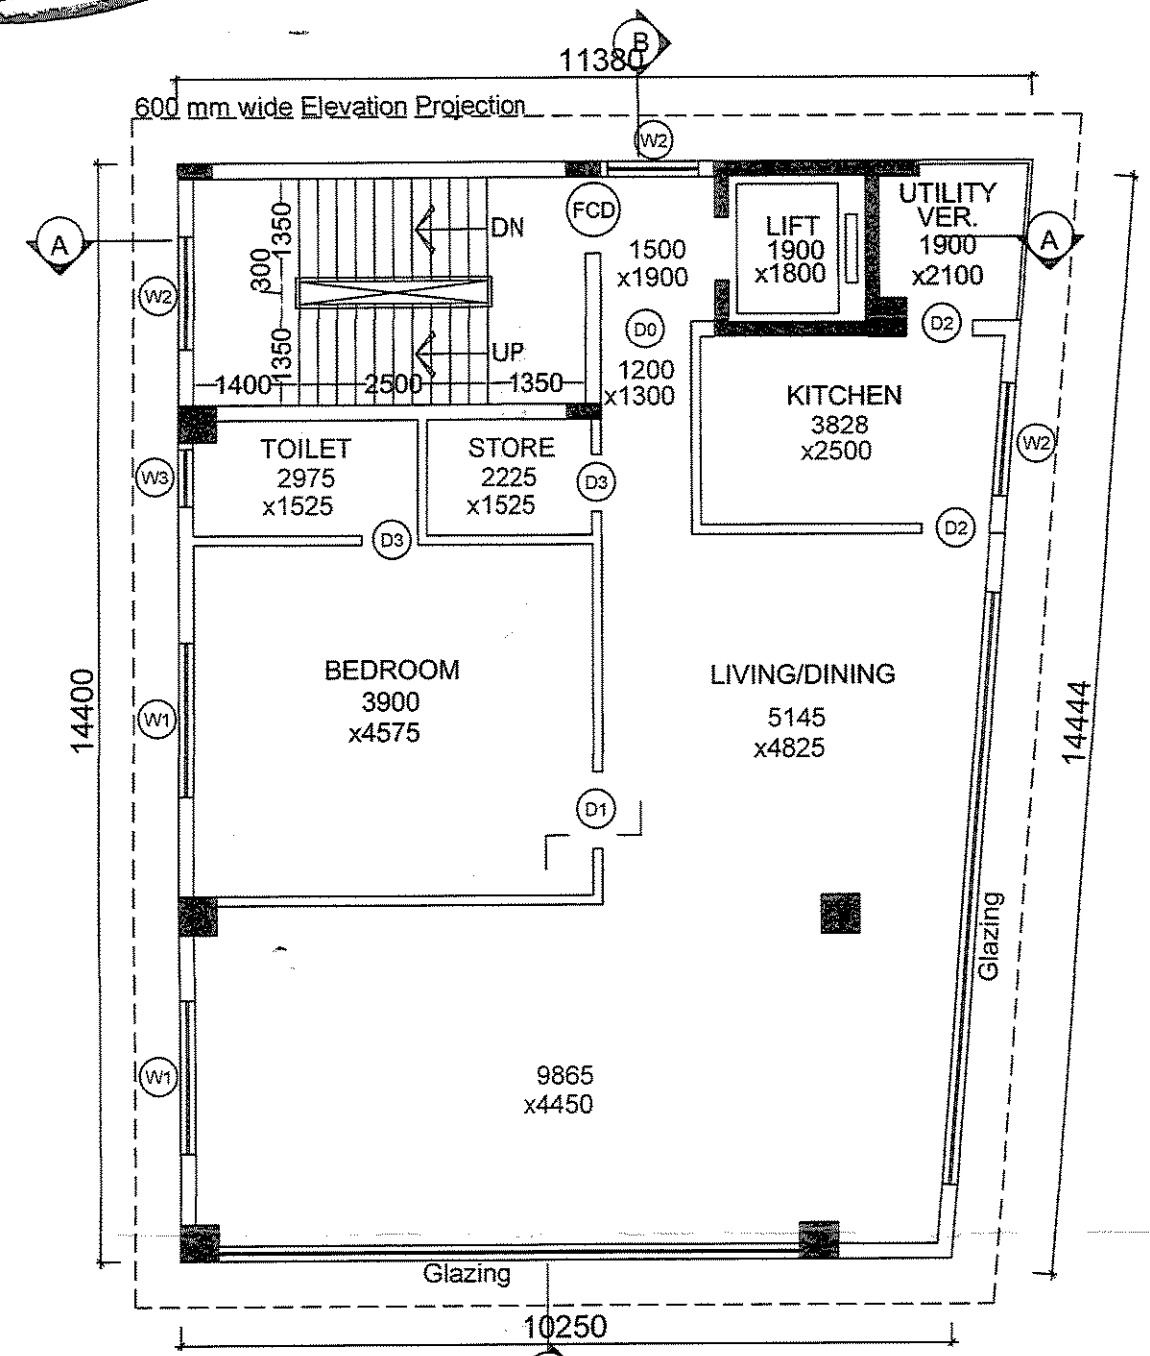 B
11380
600 mm wide Elevation Projection
W2
FCD
UTILITY
VER.
1900
x2100
LIFT
1900
x1800
DN
1350
300
1350
1500
x1900
A
A
W2
D0
D2
UP
1200
x1300
1400
2500
1350
KITCHEN
3828
x2500
W2
TOILET
2975
x1525
STORE
2225
x1525
W3
D3
D3
D2
BEDROOM
3900
x4575
LIVING/DINING
5145
x4825
14400
14444
W1
D1
Glazing
9865
x4450
W1
Glazing
10250